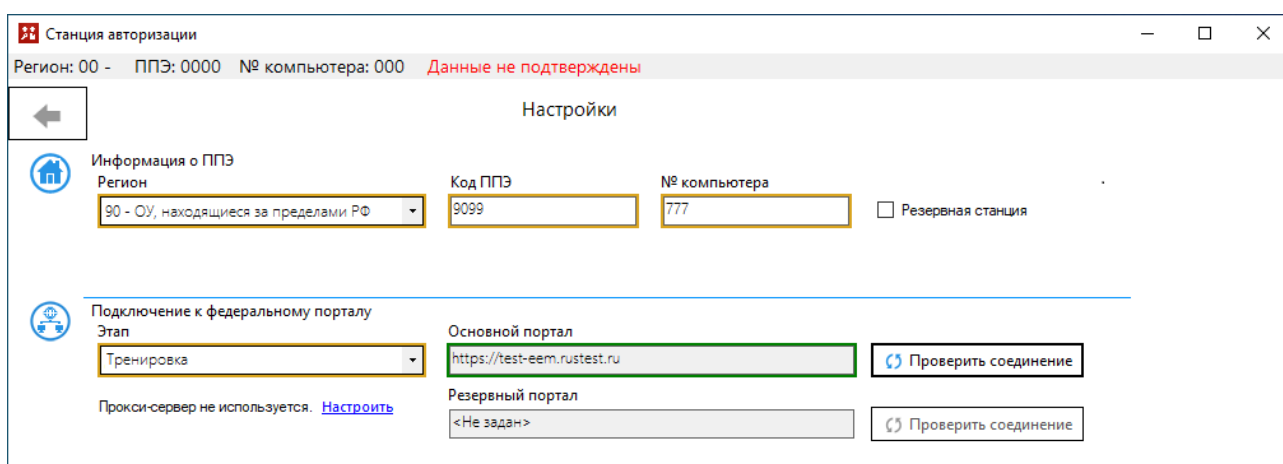 Станция авторизации
Регион: 00 - ППЭ: 0000 № компьютера: 000 Данные не подтверждены
Настройки
Информация о ППЭ
Регион Код ППЭ № компьютера
90 - ОУ, находящиеся за пределами РФ 9099 777 Резервная станция
Подключение к федеральному порталу
Этап Основной портал
Тренировка https://test-eem.rustest.ru Проверить соединение
Резервный портал
Прокси-сервер не используется. Настроить
<Не задан> Проверить соединение